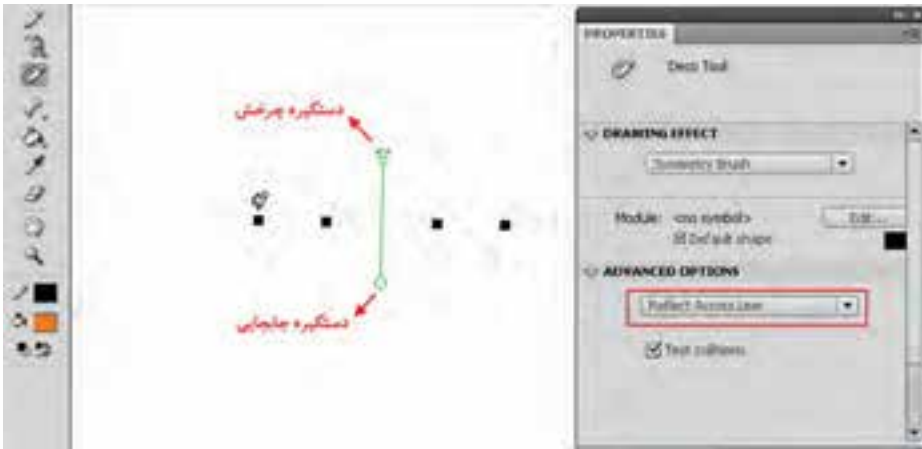 دستگیره چرخش
دستگیره جابجایی
PROPERTIES
Deco Tool
DRAWING EFFECT
Symmetry Brush
Module: <no symbol> Edit...
Default shape
ADVANCED OPTIONS
Reflect Across Line
Test collisions